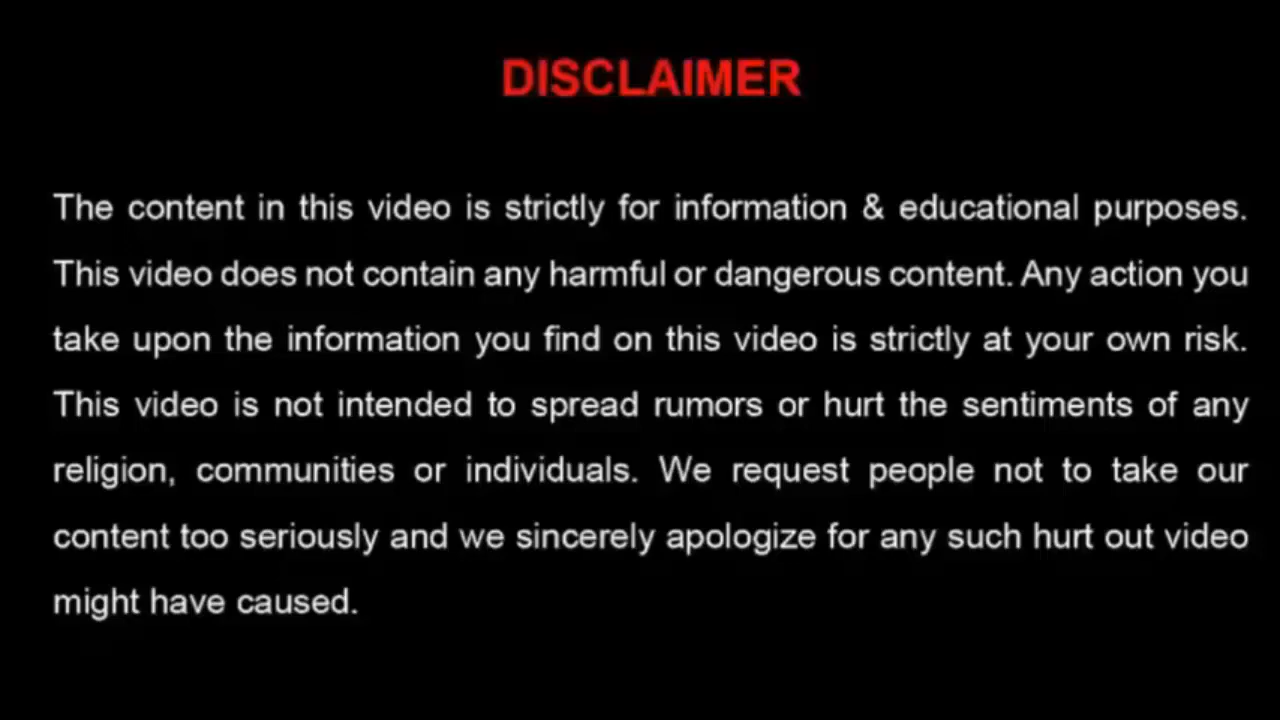 DISCLAIMER
The content in this video is strictly for information & educational purposes.
This video does not contain any harmful or dangerous content. Any action you
take upon the information you find on this video is strictly at your own risk.
This video is not intended to spread rumors or hurt the sentiments of any
religion, communities or individuals. We request people not to take our
content too seriously and we sincerely apologize for any such hurt out video
might have caused.